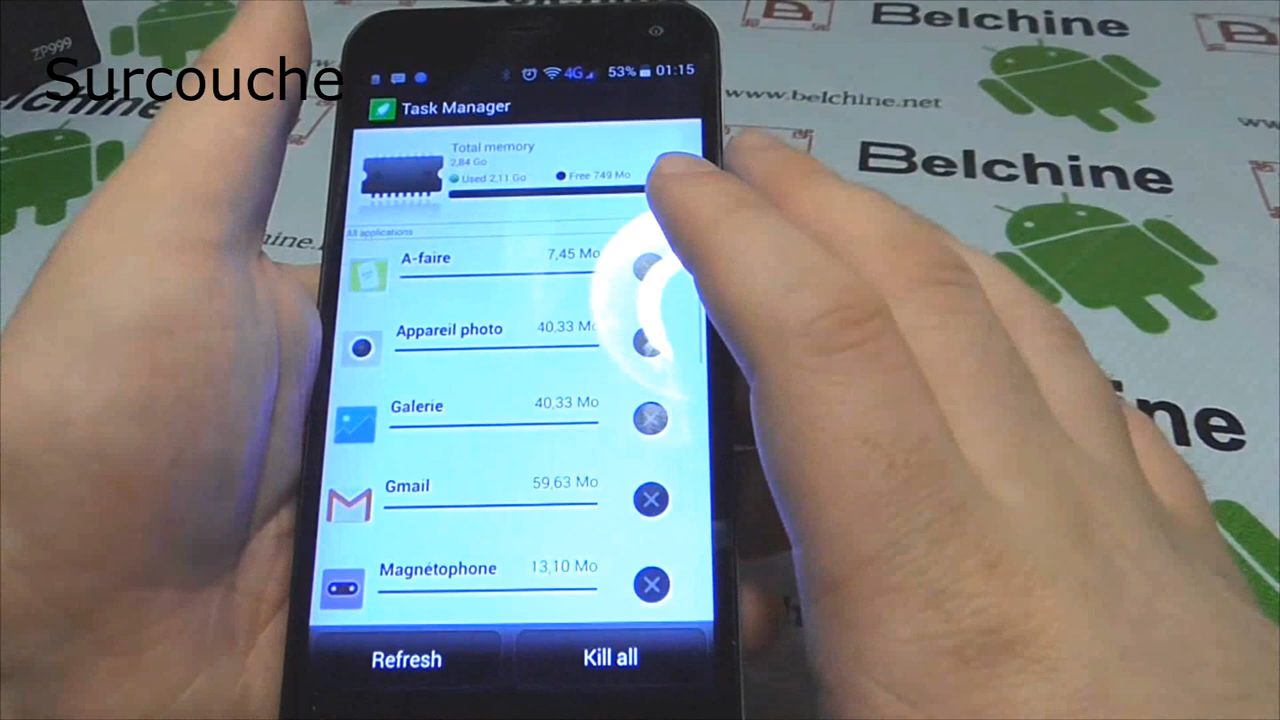 ZP999
Surcouche
Belchine
www.belchine.net
Belchine
53% 01:15
4G
Task Manager
Total memory
2,84 Go
Used 2,11 Go
Free 749 Mo
All applications
A-faire
7,45 Mo
Appareil photo
40,33 Mo
Galerie
40,33 Mo
Gmail
59,63 Mo
Magnétophone
13,10 Mo
Refresh
Kill all